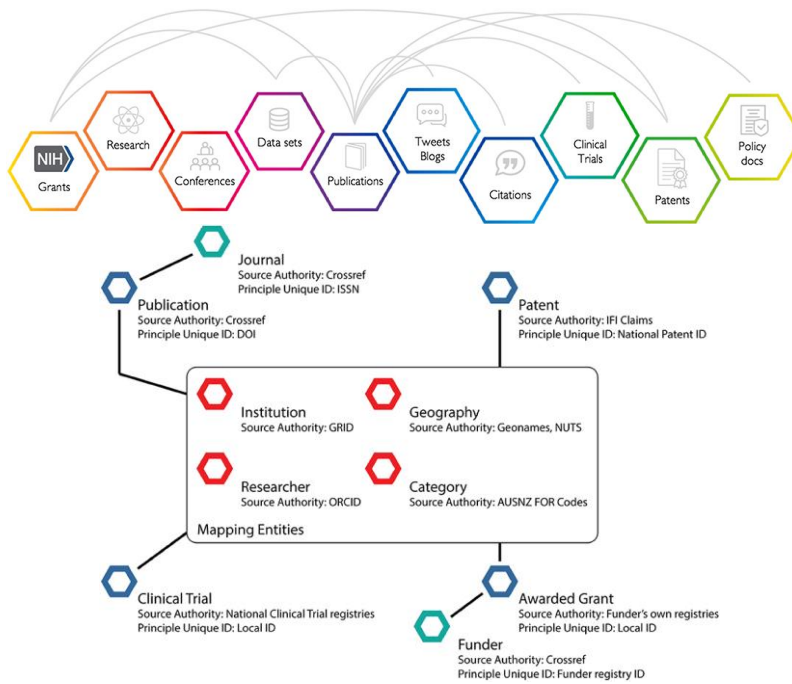 NIH
Grants
Research
Conferences
Data sets
Publications
Tweets
Blogs
Citations
Clinical
Trials
Patents
Policy
docs
Journal
Source Authority: Crossref
Principle Unique ID: ISSN
Publication
Source Authority: Crossref
Principle Unique ID: DOI
Patent
Source Authority: IFI Claims
Principle Unique ID: National Patent ID
Institution
Source Authority: GRID
Geography
Source Authority: Geonames, NUTS
Researcher
Source Authority: ORCID
Category
Source Authority: AUSNZ FOR Codes
Mapping Entities
Clinical Trial
Source Authority: National Clinical Trial registries
Principle Unique ID: Local ID
Awarded Grant
Source Authority: Funder's own registries
Principle Unique ID: Local ID
Funder
Source Authority: Crossref
Principle Unique ID: Funder registry ID